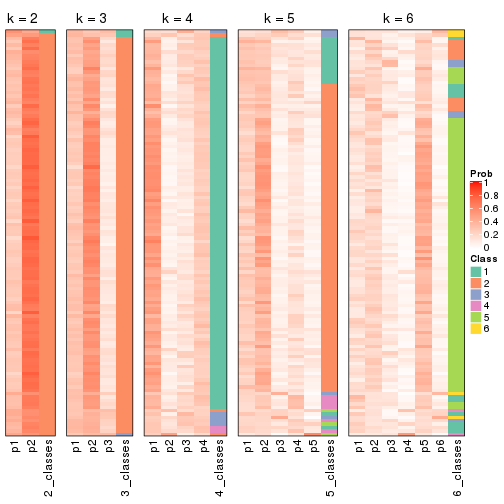 k = 2
k = 3
k = 4
k = 5
k = 6
p1
p2
2_classes
p1
p2
p3
3_classes
p1
p2
p3
p4
4_classes
p1
p2
p3
p4
p5
5_classes
p1
p2
p3
p4
p5
p6
6_classes
Prob
1
0.8
0.6
0.4
0.2
0
Class
1
2
3
4
5
6